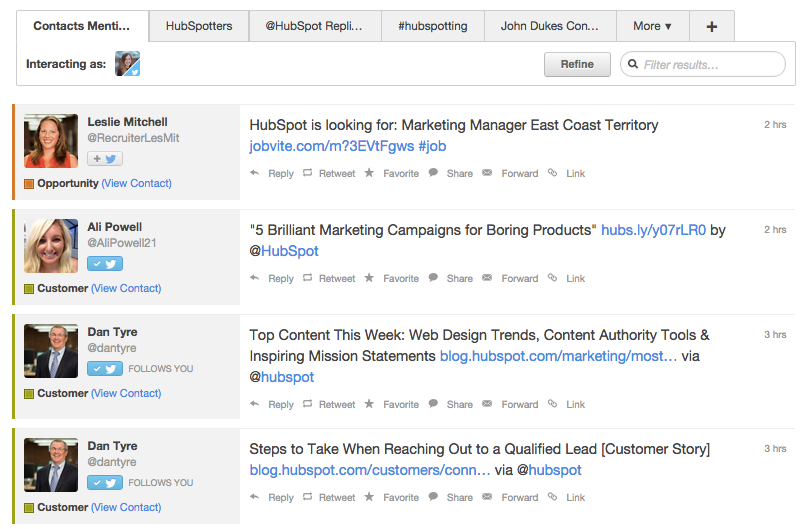 Contacts Menti...
HubSpotters
@HubSpot Repli...
#hubspotting
John Dukes Con...
More ▾
+
Interacting as:
Refine
Filter results...
Leslie Mitchell
@RecruiterLesMit
+
Opportunity (View Contact)
HubSpot is looking for: Marketing Manager East Coast Territory
jobvite.com/m?3EVtFgws #job
2 hrs
Reply Retweet Favorite Share Forward Link
Ali Powell
@AliPowell21
Customer (View Contact)
"5 Brilliant Marketing Campaigns for Boring Products" hubs.ly/y07rLR0 by
@HubSpot
2 hrs
Reply Retweet Favorite Share Forward Link
Dan Tyre
@dantyre
FOLLOWS YOU
Customer (View Contact)
Top Content This Week: Web Design Trends, Content Authority Tools &
Inspiring Mission Statements blog.hubspot.com/marketing/most... via
@hubspot
3 hrs
Reply Retweet Favorite Share Forward Link
Dan Tyre
@dantyre
FOLLOWS YOU
Customer (View Contact)
Steps to Take When Reaching Out to a Qualified Lead [Customer Story]
blog.hubspot.com/customers/conn... via @hubspot
3 hrs
Reply Retweet Favorite Share Forward Link